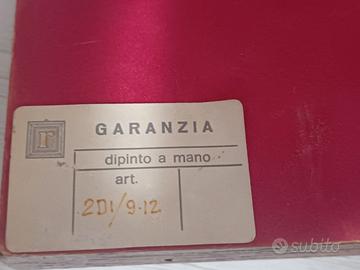 r
GARANZIA
dipinto a mano
art.
2D1/9.12
subito